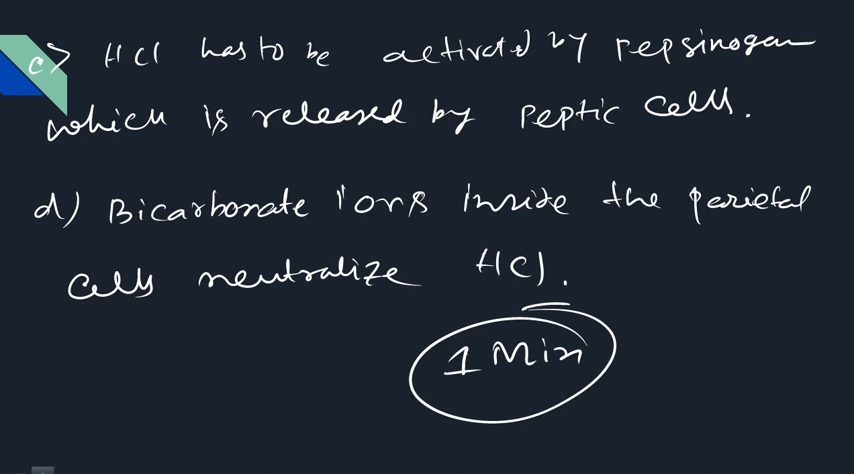 c) HCl has to be activated by pepsinogen
which is released by peptic cells.
d) Bicarbonate ions inside the parietal
cells neutralize HCl.
1 Min